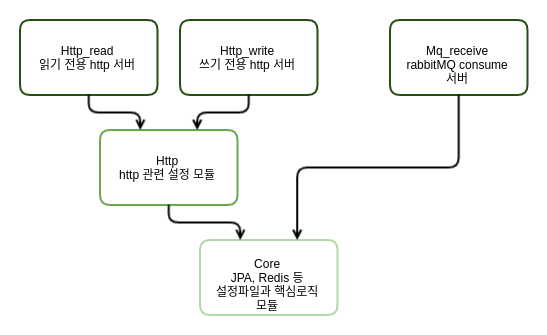 Http_read
읽기 전용 http 서버
Http_write
쓰기 전용 http 서버
Mq_receive
rabbitMQ consume
서버
Http
http 관련 설정 모듈
Core
JPA, Redis 등
설정파일과 핵심로직
모듈